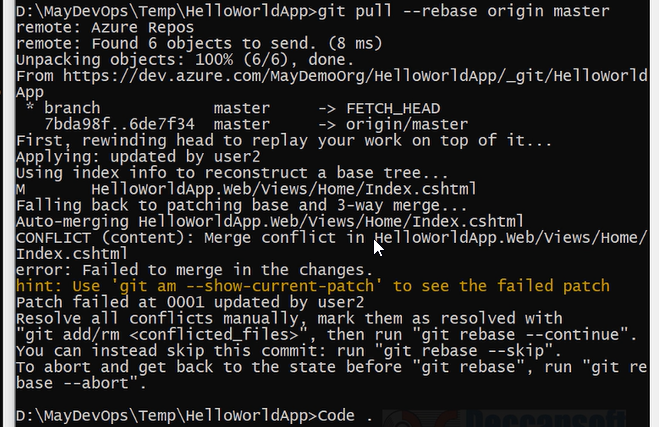 D:\MayDevOps\Temp\HelloWorldApp>git pull --rebase origin master
remote: Azure Repos
remote: Found 6 objects to send. (8 ms)
Unpacking objects: 100% (6/6), done.
From https://dev.azure.com/MayDemoOrg/HelloWorldApp/_git/HelloWorld
App
 * branch            master     -> FETCH_HEAD
   7bda98f..6de7f34  master     -> origin/master
First, rewinding head to replay your work on top of it...
Applying: updated by user2
Using index info to reconstruct a base tree...
M       HelloWorldApp.Web/Views/Home/Index.cshtml
Falling back to patching base and 3-way merge...
Auto-merging HelloWorldApp.Web/Views/Home/Index.cshtml
CONFLICT (content): Merge conflict in HelloWorldApp.Web/Views/Home/
Index.cshtml
error: Failed to merge in the changes.
hint: Use 'git am --show-current-patch' to see the failed patch
Patch failed at 0001 updated by user2
Resolve all conflicts manually, mark them as resolved with
"git add/rm <conflicted_files>", then run "git rebase --continue".
You can instead skip this commit: run "git rebase --skip".
To abort and get back to the state before "git rebase", run "git re
base --abort".
D:\MayDevOps\Temp\HelloWorldApp>Code .